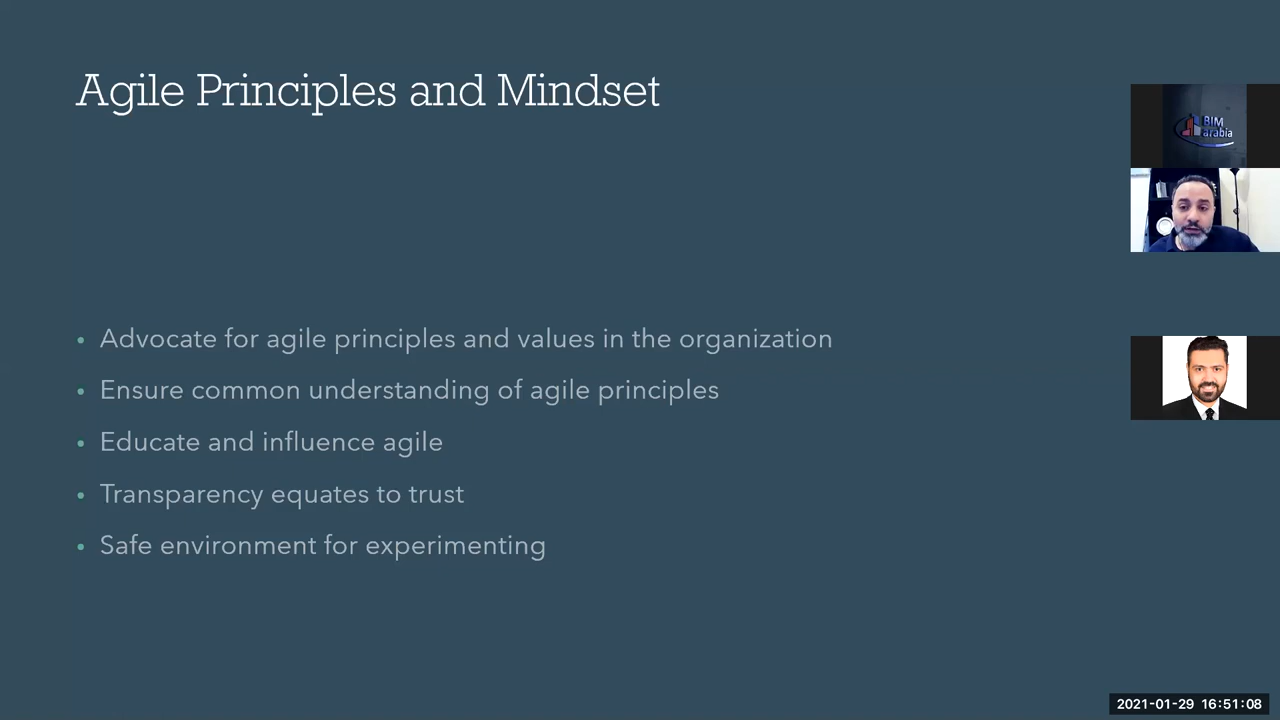 Agile Principles and Mindset
BIM
arabia
• Advocate for agile principles and values in the organization
• Ensure common understanding of agile principles
• Educate and influence agile
• Transparency equates to trust
• Safe environment for experimenting
2021-01-29 16:51:08